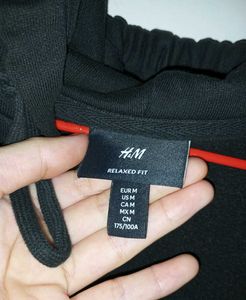 H&M
RELAXED FIT
EUR M
US M
CA M
MX M
CN
175/100A